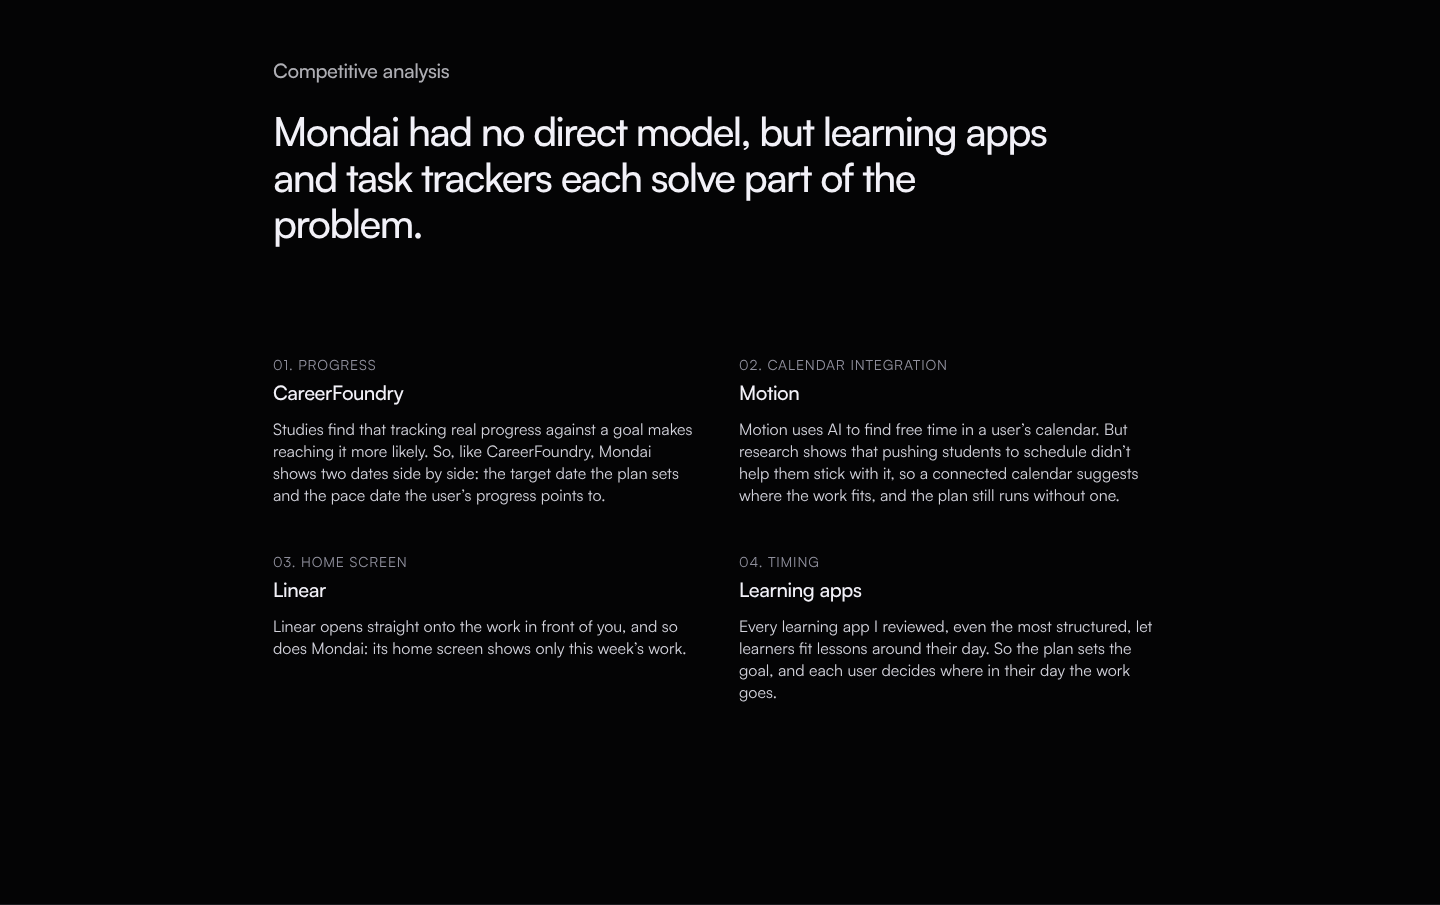 Competitive analysis
Mondai had no direct model, but learning apps
and task trackers each solve part of the
problem.
01. PROGRESS
CareerFoundry
Studies find that tracking real progress against a goal makes
reaching it more likely. So, like CareerFoundry, Mondai
shows two dates side by side: the target date the plan sets
and the pace date the user’s progress points to.
02. CALENDAR INTEGRATION
Motion
Motion uses AI to find free time in a user’s calendar. But
research shows that pushing students to schedule didn’t
help them stick with it, so a connected calendar suggests
where the work fits, and the plan still runs without one.
03. HOME SCREEN
Linear
Linear opens straight onto the work in front of you, and so
does Mondai: its home screen shows only this week’s work.
04. TIMING
Learning apps
Every learning app I reviewed, even the most structured, let
learners fit lessons around their day. So the plan sets the
goal, and each user decides where in their day the work
goes.